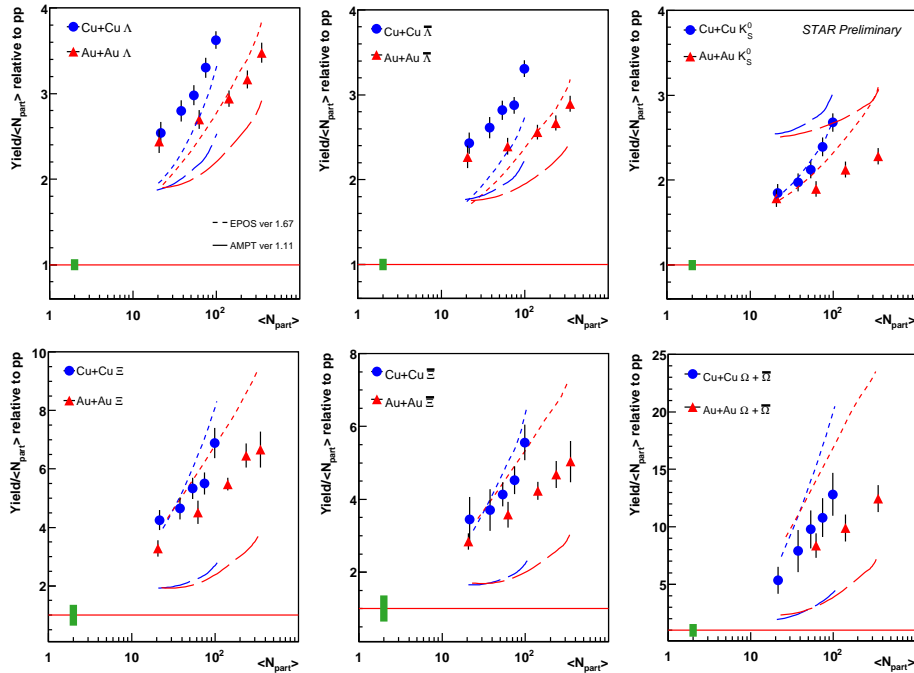 Yield/<N_part> relative to pp
4
3
2
1
Cu+Cu Λ
Au+Au Λ
EPOS ver 1.67
AMPT ver 1.11
1 10 10² <N_part>
Yield/<N_part> relative to pp
4
3
2
1
Cu+Cu Λ̅
Au+Au Λ̅
1 10 10² <N_part>
Yield/<N_part> relative to pp
4
3
2
1
STAR Preliminary
Cu+Cu K⁰_S
Au+Au K⁰_S
1 10 10² <N_part>
Yield/<N_part> relative to pp
10
8
6
4
2
Cu+Cu Ξ
Au+Au Ξ
1 10 10² <N_part>
Yield/<N_part> relative to pp
8
6
4
2
Cu+Cu Ξ̅
Au+Au Ξ̅
1 10 10² <N_part>
Yield/<N_part> relative to pp
25
20
15
10
5
Cu+Cu Ω + Ω̅
Au+Au Ω + Ω̅
1 10 10² <N_part>